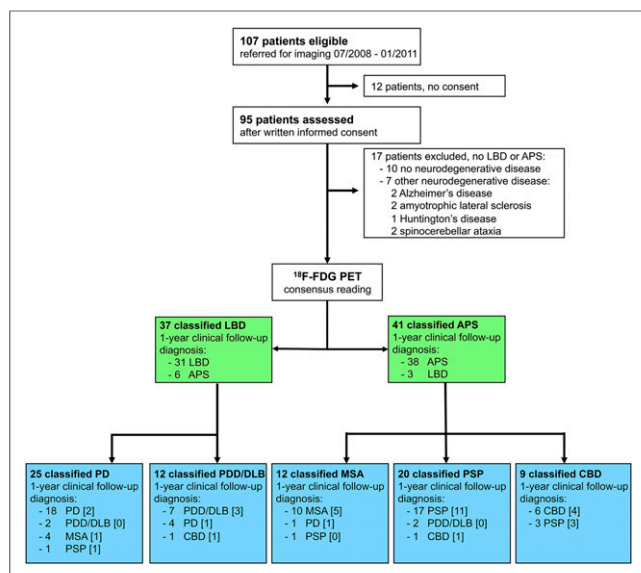 107 patients eligible
referred for imaging 07/2008 - 01/2011
12 patients, no consent
95 patients assessed
after written informed consent
17 patients excluded, no LBD or APS:
- 10 no neurodegenerative disease
- 7 other neurodegenerative disease:
2 Alzheimer's disease
2 amyotrophic lateral sclerosis
1 Huntington's disease
2 spinocerebellar ataxia
¹⁸F-FDG PET
consensus reading
37 classified LBD
1-year clinical follow-up
diagnosis:
- 31 LBD
- 6 APS
41 classified APS
1-year clinical follow-up
diagnosis:
- 38 APS
- 3 LBD
25 classified PD
1-year clinical follow-up
diagnosis:
- 18 PD [2]
- 2 PDD/DLB [0]
- 4 MSA [1]
- 1 PSP [1]
12 classified PDD/DLB
1-year clinical follow-up
diagnosis:
- 7 PDD/DLB [3]
- 4 PD [1]
- 1 CBD [1]
12 classified MSA
1-year clinical follow-up
diagnosis:
- 10 MSA [5]
- 1 PD [1]
- 1 PSP [0]
20 classified PSP
1-year clinical follow-up
diagnosis:
- 17 PSP [11]
- 2 PDD/DLB [0]
- 1 CBD [1]
9 classified CBD
1-year clinical follow-up
diagnosis:
- 6 CBD [4]
- 3 PSP [3]